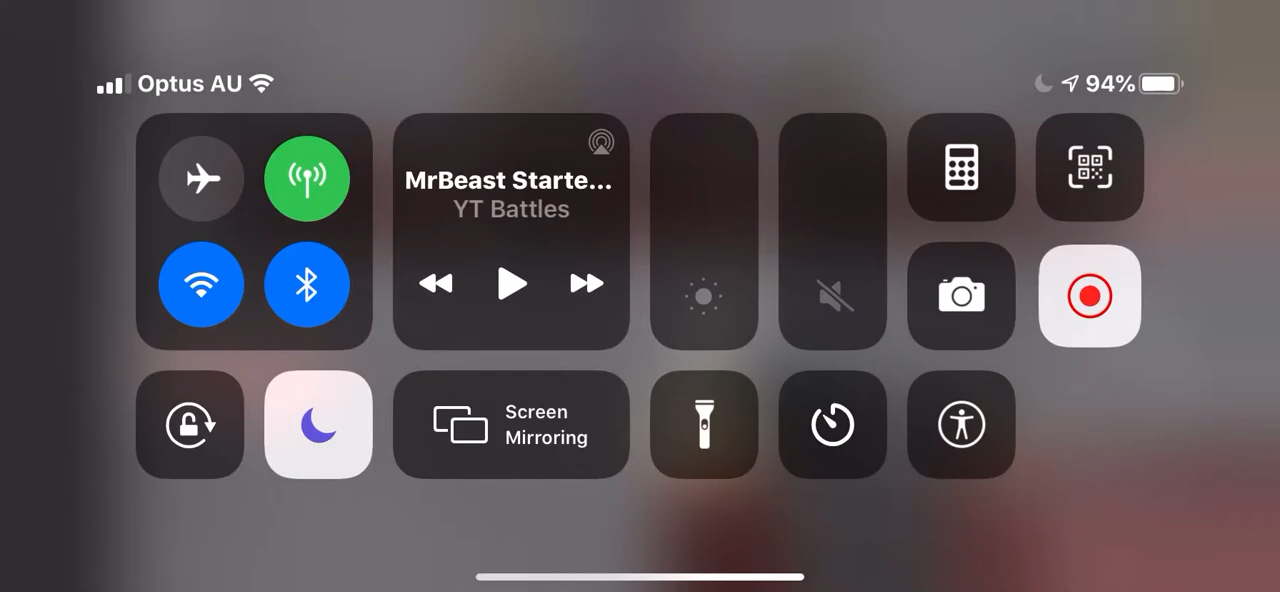 Optus AU
94%
MrBeast Starte...
YT Battles
Screen
Mirroring